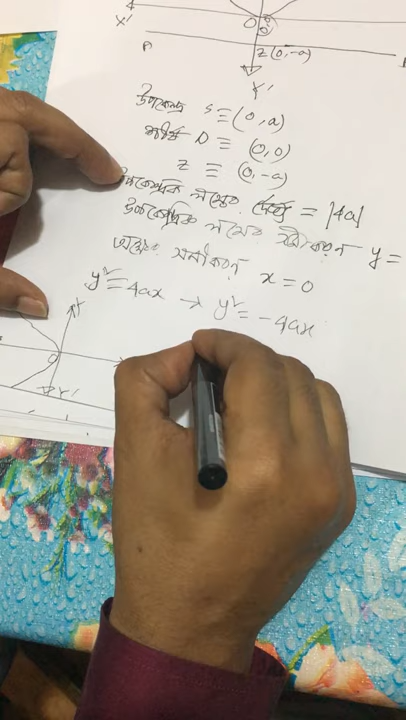 X' O
A Z(0,-a)
Y'
উপকেন্দ্র S ≡ (0, a)
শীর্ষ O ≡ (0, 0)
Z ≡ (0, -a)
উপকেন্দ্রিক লম্বের দৈর্ঘ্য = |4a|
উপকেন্দ্রিক লম্বের সমীকরণ y =
অক্ষের সমীকরণ x = 0
y² = 4ax → y² = -4ax
Y
O
Y'